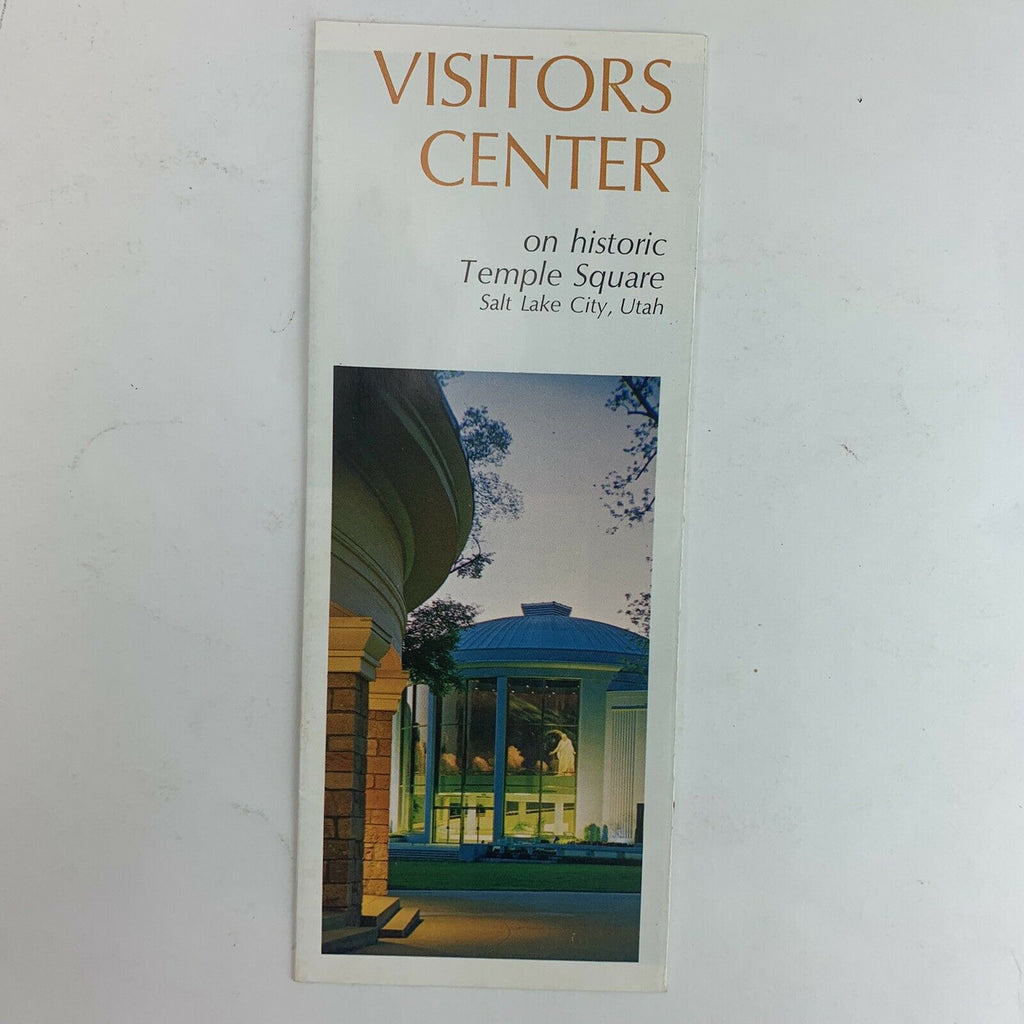 VISITORS
CENTER
on historic
Temple Square
Salt Lake City, Utah